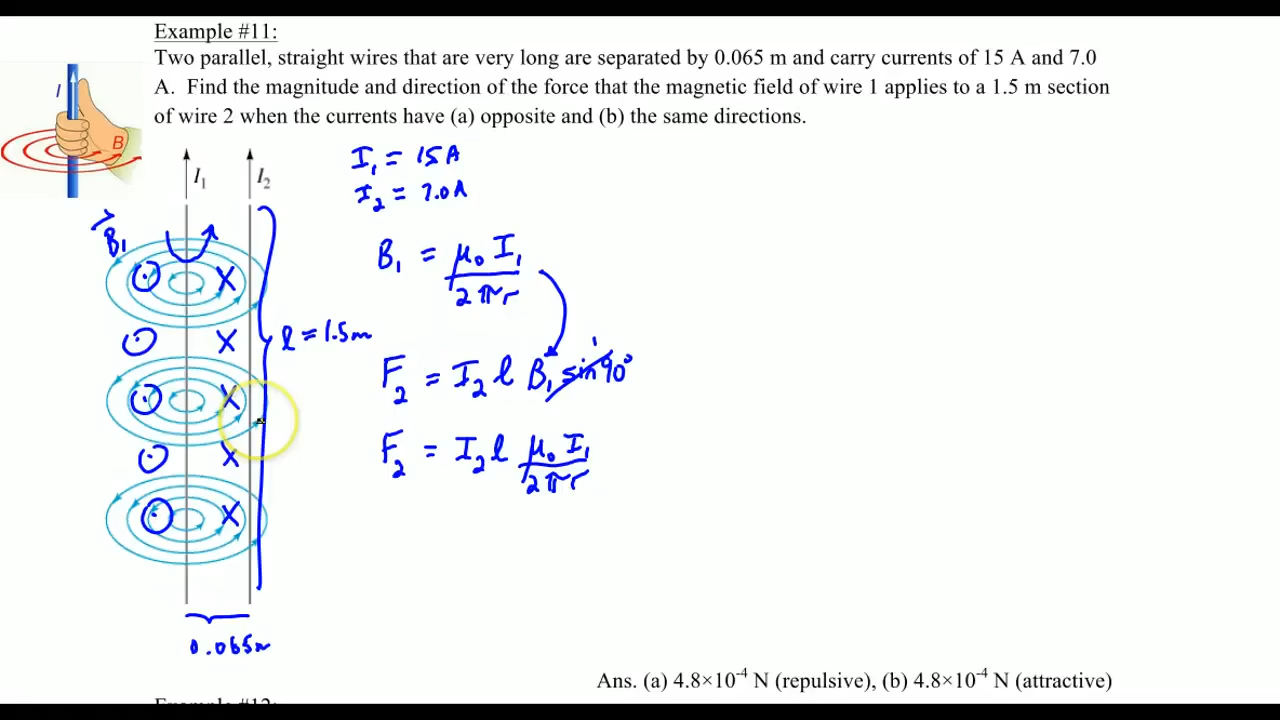 Example #11:
Two parallel, straight wires that are very long are separated by 0.065 m and carry currents of 15 A and 7.0
A. Find the magnitude and direction of the force that the magnetic field of wire 1 applies to a 1.5 m section
of wire 2 when the currents have (a) opposite and (b) the same directions.
I
B
I₁
I₂
I₁ = 15A
I₂ = 7.0A
B₁
B₁ = μ₀ I₁ / 2πr
l = 1.5m
F₂ = I₂ l B₁ sin 90° 1
F₂ = I₂ l μ₀ I₁ / 2πr
0.065m
Ans. (a) 4.8×10⁻⁴ N (repulsive), (b) 4.8×10⁻⁴ N (attractive)